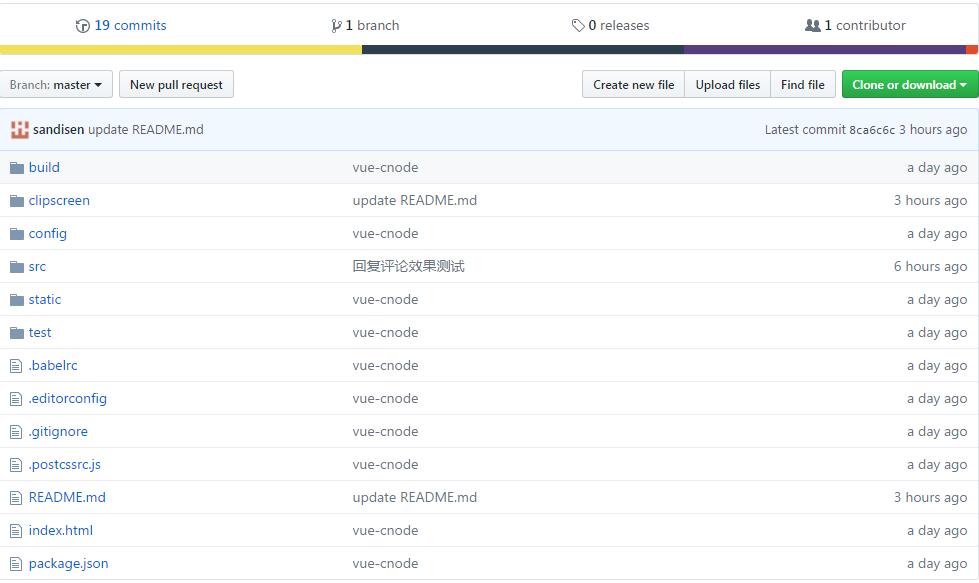 19 commits 1 branch 0 releases 1 contributor
Branch: master New pull request Create new file Upload files Find file Clone or download
sandisen update README.md Latest commit 8ca6c6c 3 hours ago
build vue-cnode a day ago
clipscreen update README.md 3 hours ago
config vue-cnode a day ago
src 回复评论效果测试 6 hours ago
static vue-cnode a day ago
test vue-cnode a day ago
.babelrc vue-cnode a day ago
.editorconfig vue-cnode a day ago
.gitignore vue-cnode a day ago
.postcssrc.js vue-cnode a day ago
README.md update README.md 3 hours ago
index.html vue-cnode a day ago
package.json vue-cnode a day ago